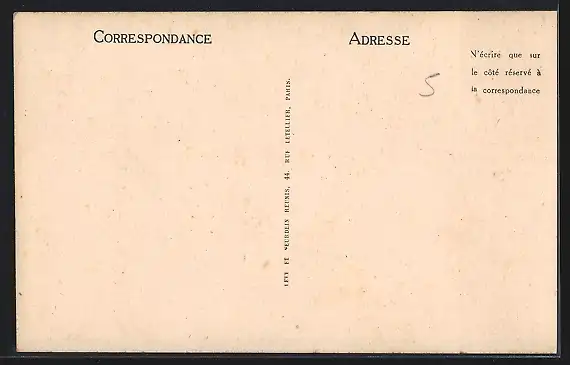 CORRESPONDANCE
ADRESSE
N'écrire que sur
le côté réservé à
la correspondance
5
LEVY ET NEURDEIN REUNIS, 44, RUE LETELLIER, PARIS.